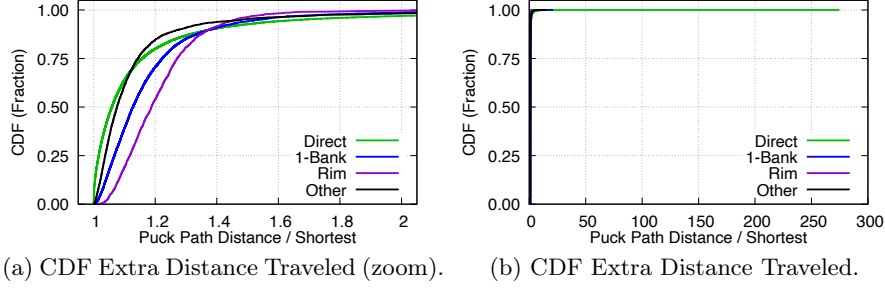 1.00
0.75
0.50
0.25
0.00
CDF (Fraction)
Direct
1-Bank
Rim
Other
1 1.2 1.4 1.6 1.8 2
Puck Path Distance / Shortest
(a) CDF Extra Distance Traveled (zoom).
1.00
0.75
0.50
0.25
0.00
CDF (Fraction)
Direct
1-Bank
Rim
Other
0 50 100 150 200 250 300
Puck Path Distance / Shortest
(b) CDF Extra Distance Traveled.